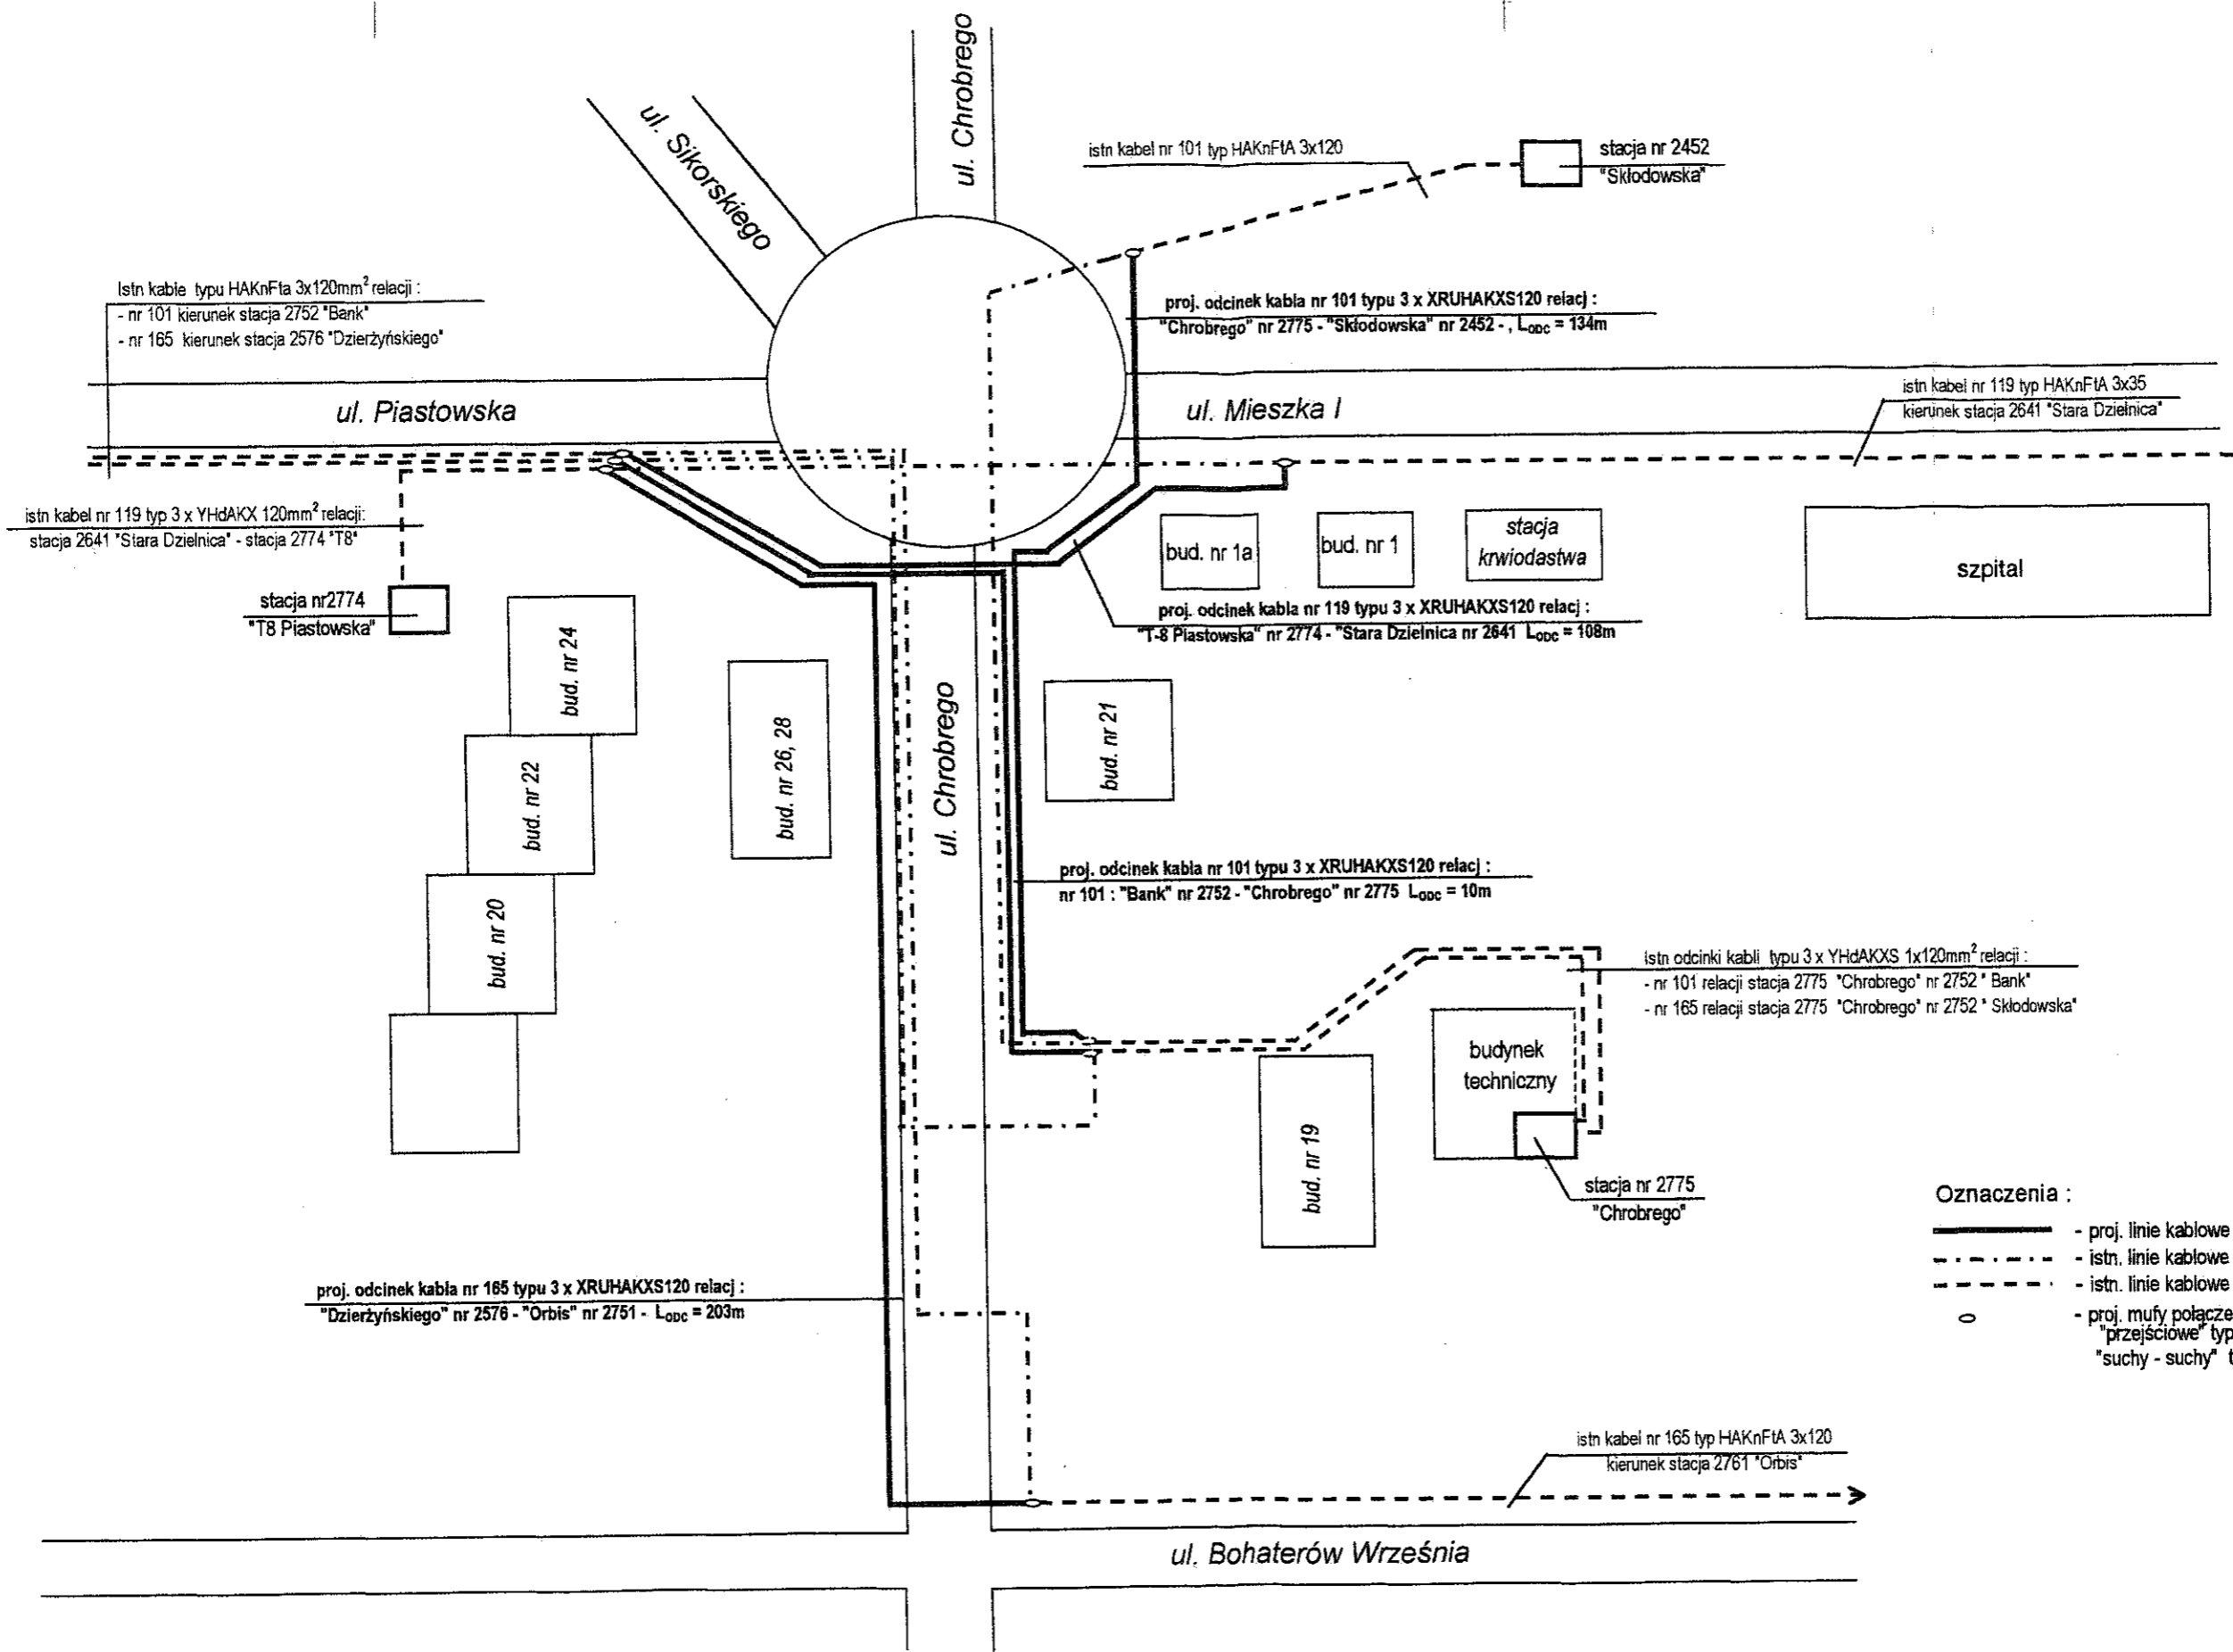 ul. Chrobrego
ul. Sikorskiego
istn kabel nr 101 typ HAKnFtA 3x120
stacja nr 2452
"Skłodowska"
Istn kable typu HAKnFta 3x120mm² relacji :
- nr 101 kierunek stacja 2752 "Bank"
- nr 165 kierunek stacja 2576 "Dzierżyńskiego"
proj. odcinek kabla nr 101 typu 3 x XRUHAKXS120 relacj :
"Chrobrego" nr 2775 - "Skłodowska" nr 2452 - , LODC = 134m
ul. Piastowska
ul. Mieszka I
istn kabel nr 119 typ HAKnFtA 3x35
kierunek stacja 2641 "Stara Dzielnica"
istn kabel nr 119 typ 3 x YHdAKX 120mm² relacji:
stacja 2641 "Stara Dzielnica" - stacja 2774 "T8"
bud. nr 1a
bud. nr 1
stacja
krwiodastwa
szpital
stacja nr2774
"T8 Piastowska"
proj. odcinek kabla nr 119 typu 3 x XRUHAKXS120 relacj :
"T-8 Piastowska" nr 2774 - "Stara Dzielnica nr 2641 LODC = 108m
bud. nr 24
bud. nr 22
bud. nr 20
bud. nr 26, 28
ul. Chrobrego
bud. nr 21
proj. odcinek kabla nr 101 typu 3 x XRUHAKXS120 relacj :
nr 101 : "Bank" nr 2752 - "Chrobrego" nr 2775 LODC = 10m
Istn odcinki kabli typu 3 x YHdAKXS 1x120mm² relacji :
- nr 101 relacji stacja 2775 "Chrobrego" nr 2752 " Bank"
- nr 165 relacji stacja 2775 "Chrobrego" nr 2752 " Skłodowska"
budynek
techniczny
bud. nr 19
stacja nr 2775
"Chrobrego"
Oznaczenia :
- proj. linie kablowe
- istn. linie kablowe
- istn. linie kablowe
- proj. mufy połącze
"przejściowe" typ
"suchy - suchy" t
proj. odcinek kabla nr 165 typu 3 x XRUHAKXS120 relacj :
"Dzierżyńskiego" nr 2576 - "Orbis" nr 2751 - LODC = 203m
istn kabel nr 165 typ HAKnFtA 3x120
kierunek stacja 2761 "Orbis"
ul. Bohaterów Września